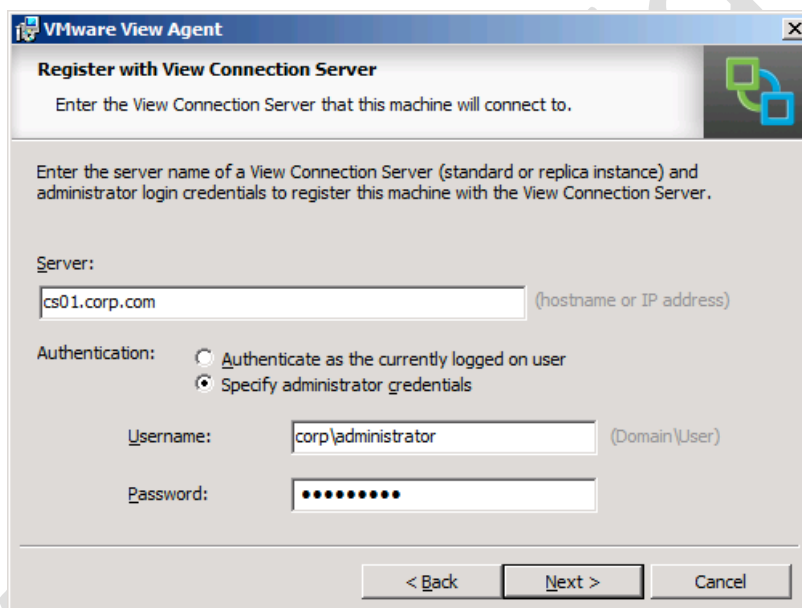 VMware View Agent
Register with View Connection Server
Enter the View Connection Server that this machine will connect to.
Enter the server name of a View Connection Server (standard or replica instance) and
administrator login credentials to register this machine with the View Connection Server.
Server:
cs01.corp.com (hostname or IP address)
Authentication: Authenticate as the currently logged on user
Specify administrator credentials
Username: corp\administrator (Domain\User)
Password: •••••••••
< Back Next > Cancel